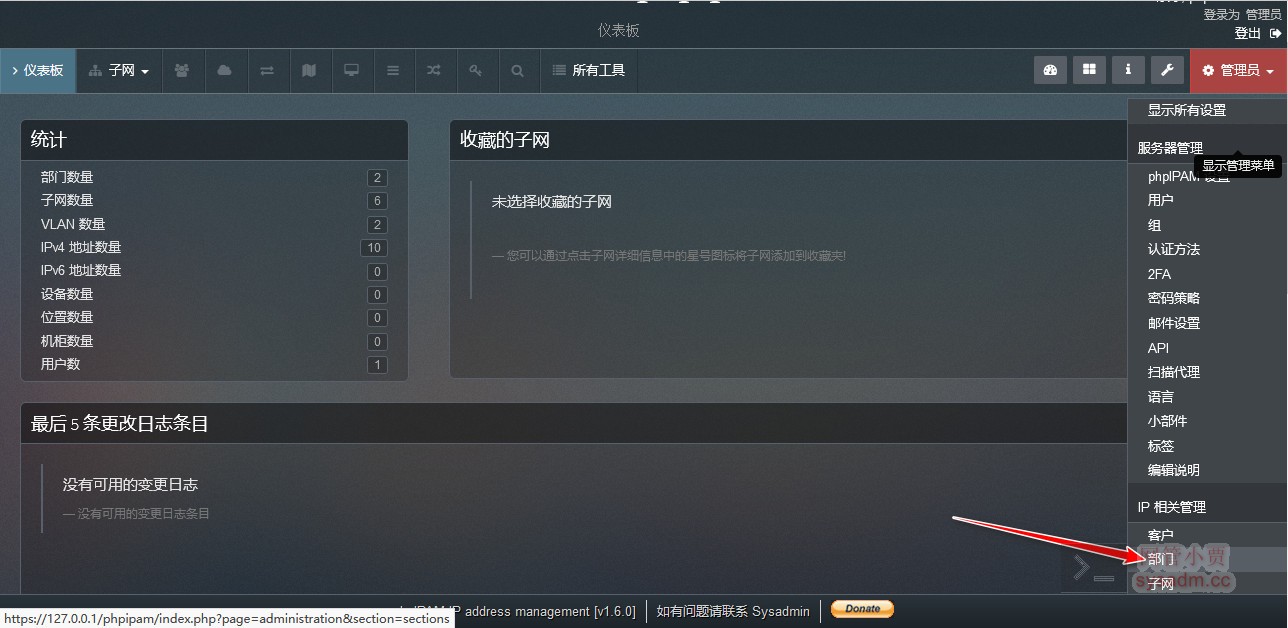 登录为 管理员
仪表板
登出
仪表板 子网 所有工具 管理员
显示所有设置
统计
收藏的子网
服务器管理
显示管理菜单
phpIPAM 设置
部门数量 2
子网数量 6
VLAN 数量 2
IPv4 地址数量 10
IPv6 地址数量 0
设备数量 0
位置数量 0
机柜数量 0
用户数 1
未选择收藏的子网
— 您可以通过点击子网详细信息中的星号图标将子网添加到收藏夹!
用户
组
认证方法
2FA
密码策略
邮件设置
API
扫描代理
语言
小部件
标签
编辑说明
最后 5 条更改日志条目
没有可用的变更日志
— 没有可用的变更日志条目
IP 相关管理
客户
部门
子网
网管小贾
sysadm.cc
IPAM IP address management [v1.6.0] 如有问题请联系 Sysadmin Donate
https://127.0.0.1/phpipam/index.php?page=administration&section=sections